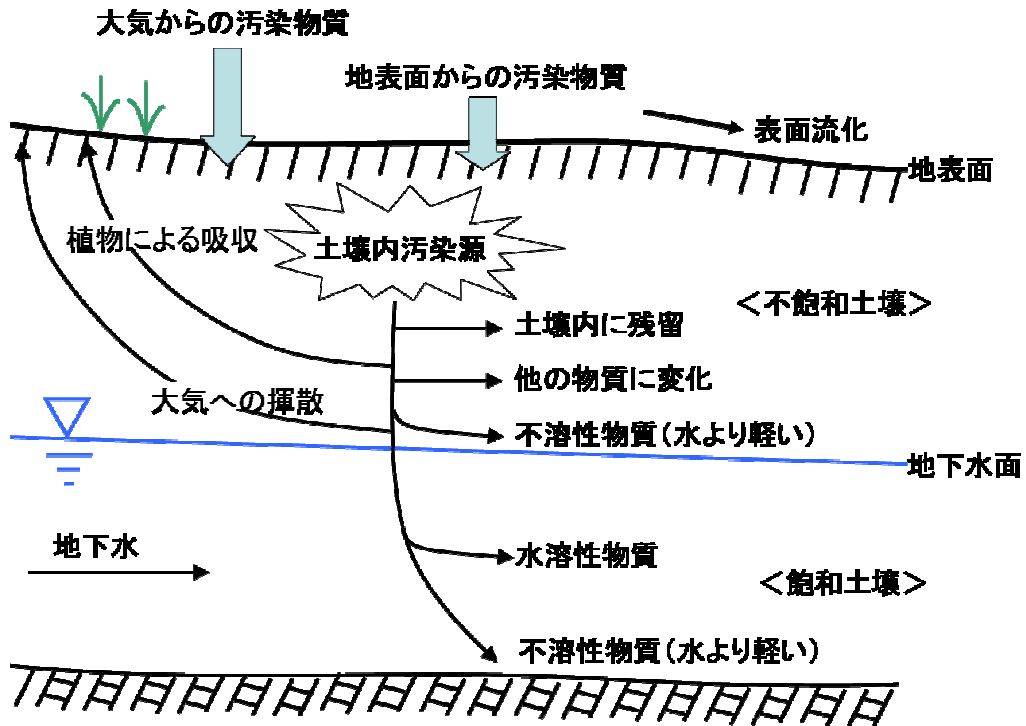 大気からの汚染物質
地表面からの汚染物質
表面流化
地表面
植物による吸収
土壌内汚染源
＜不飽和土壌＞
土壌内に残留
他の物質に変化
大気への揮散
不溶性物質（水より軽い）
地下水面
地下水
水溶性物質
＜飽和土壌＞
不溶性物質（水より軽い）